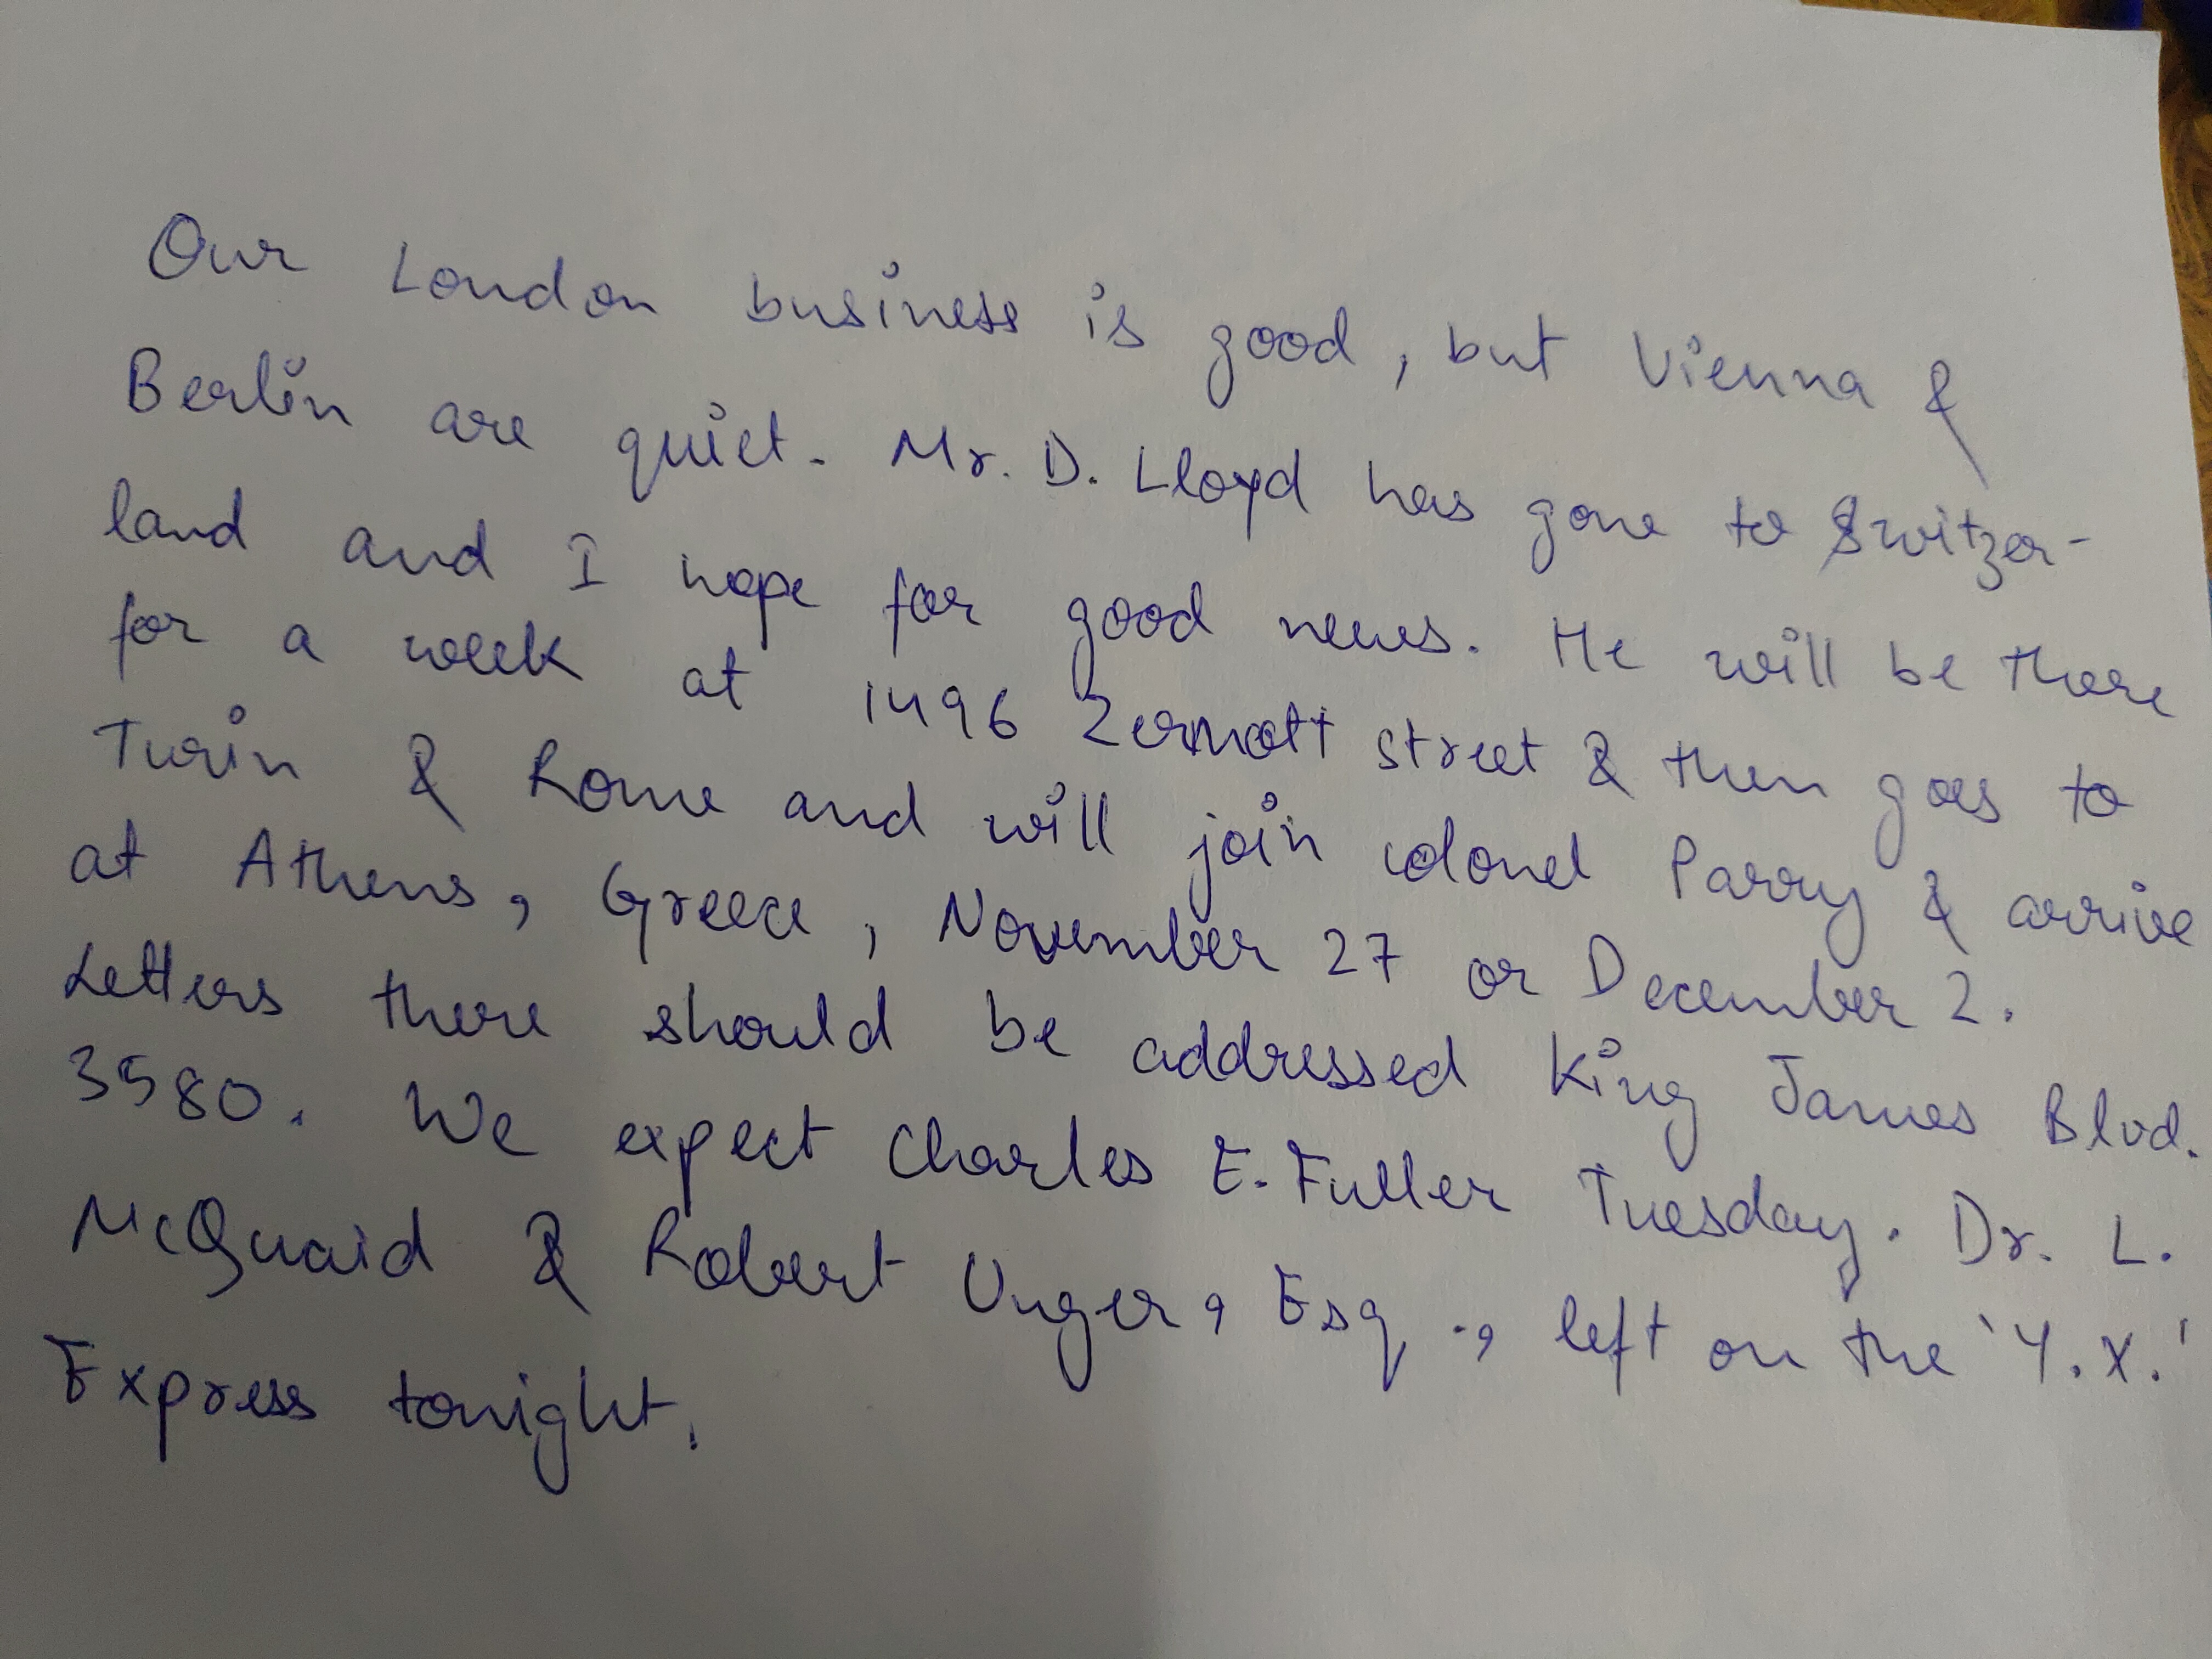 Our London business is good, but Vienna &
Berlin are quiet. Mr. D. Lloyd has gone to Switzer-
land and I hope for good news. He will be there
for a week at 1496 Zermott street & then goes to
Turin & Rome and will join colonel Parry & arrive
at Athens, Greece, November 27 or December 2.
Letters there should be addressed King James Blvd.
3580. We expect Charles E. Fuller Tuesday. Dr. L.
McQuaid & Robert Unger, Esq., left on the 'Y.X.'
Express tonight.